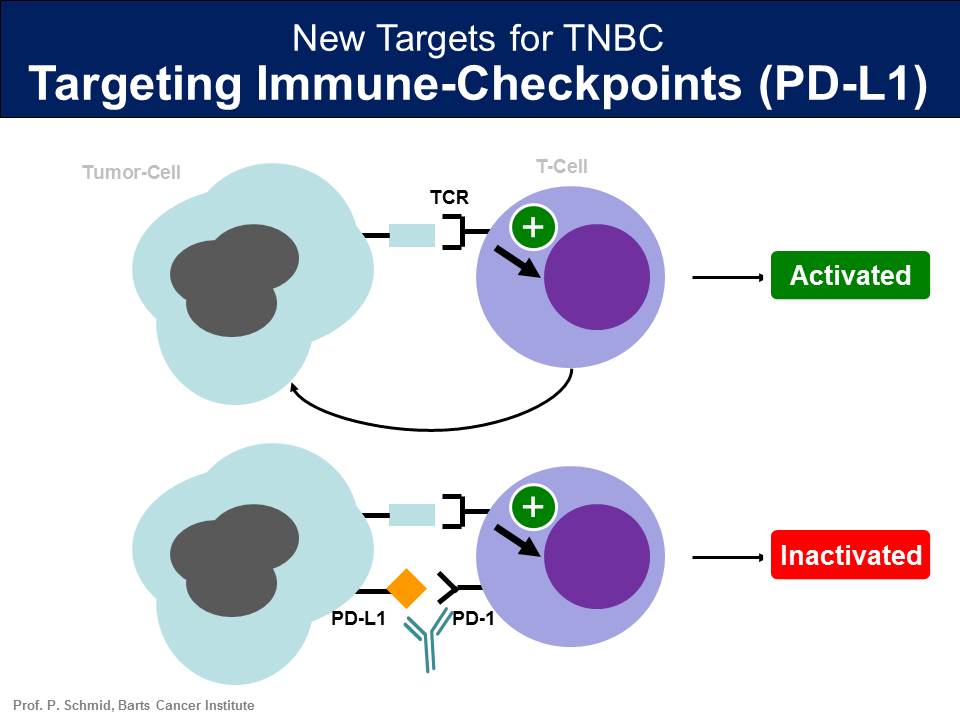 New Targets for TNBC
Targeting Immune-Checkpoints (PD-L1)
Tumor-Cell
T-Cell
TCR
+
Activated
+
Inactivated
PD-L1
PD-1
Prof. P. Schmid, Barts Cancer Institute